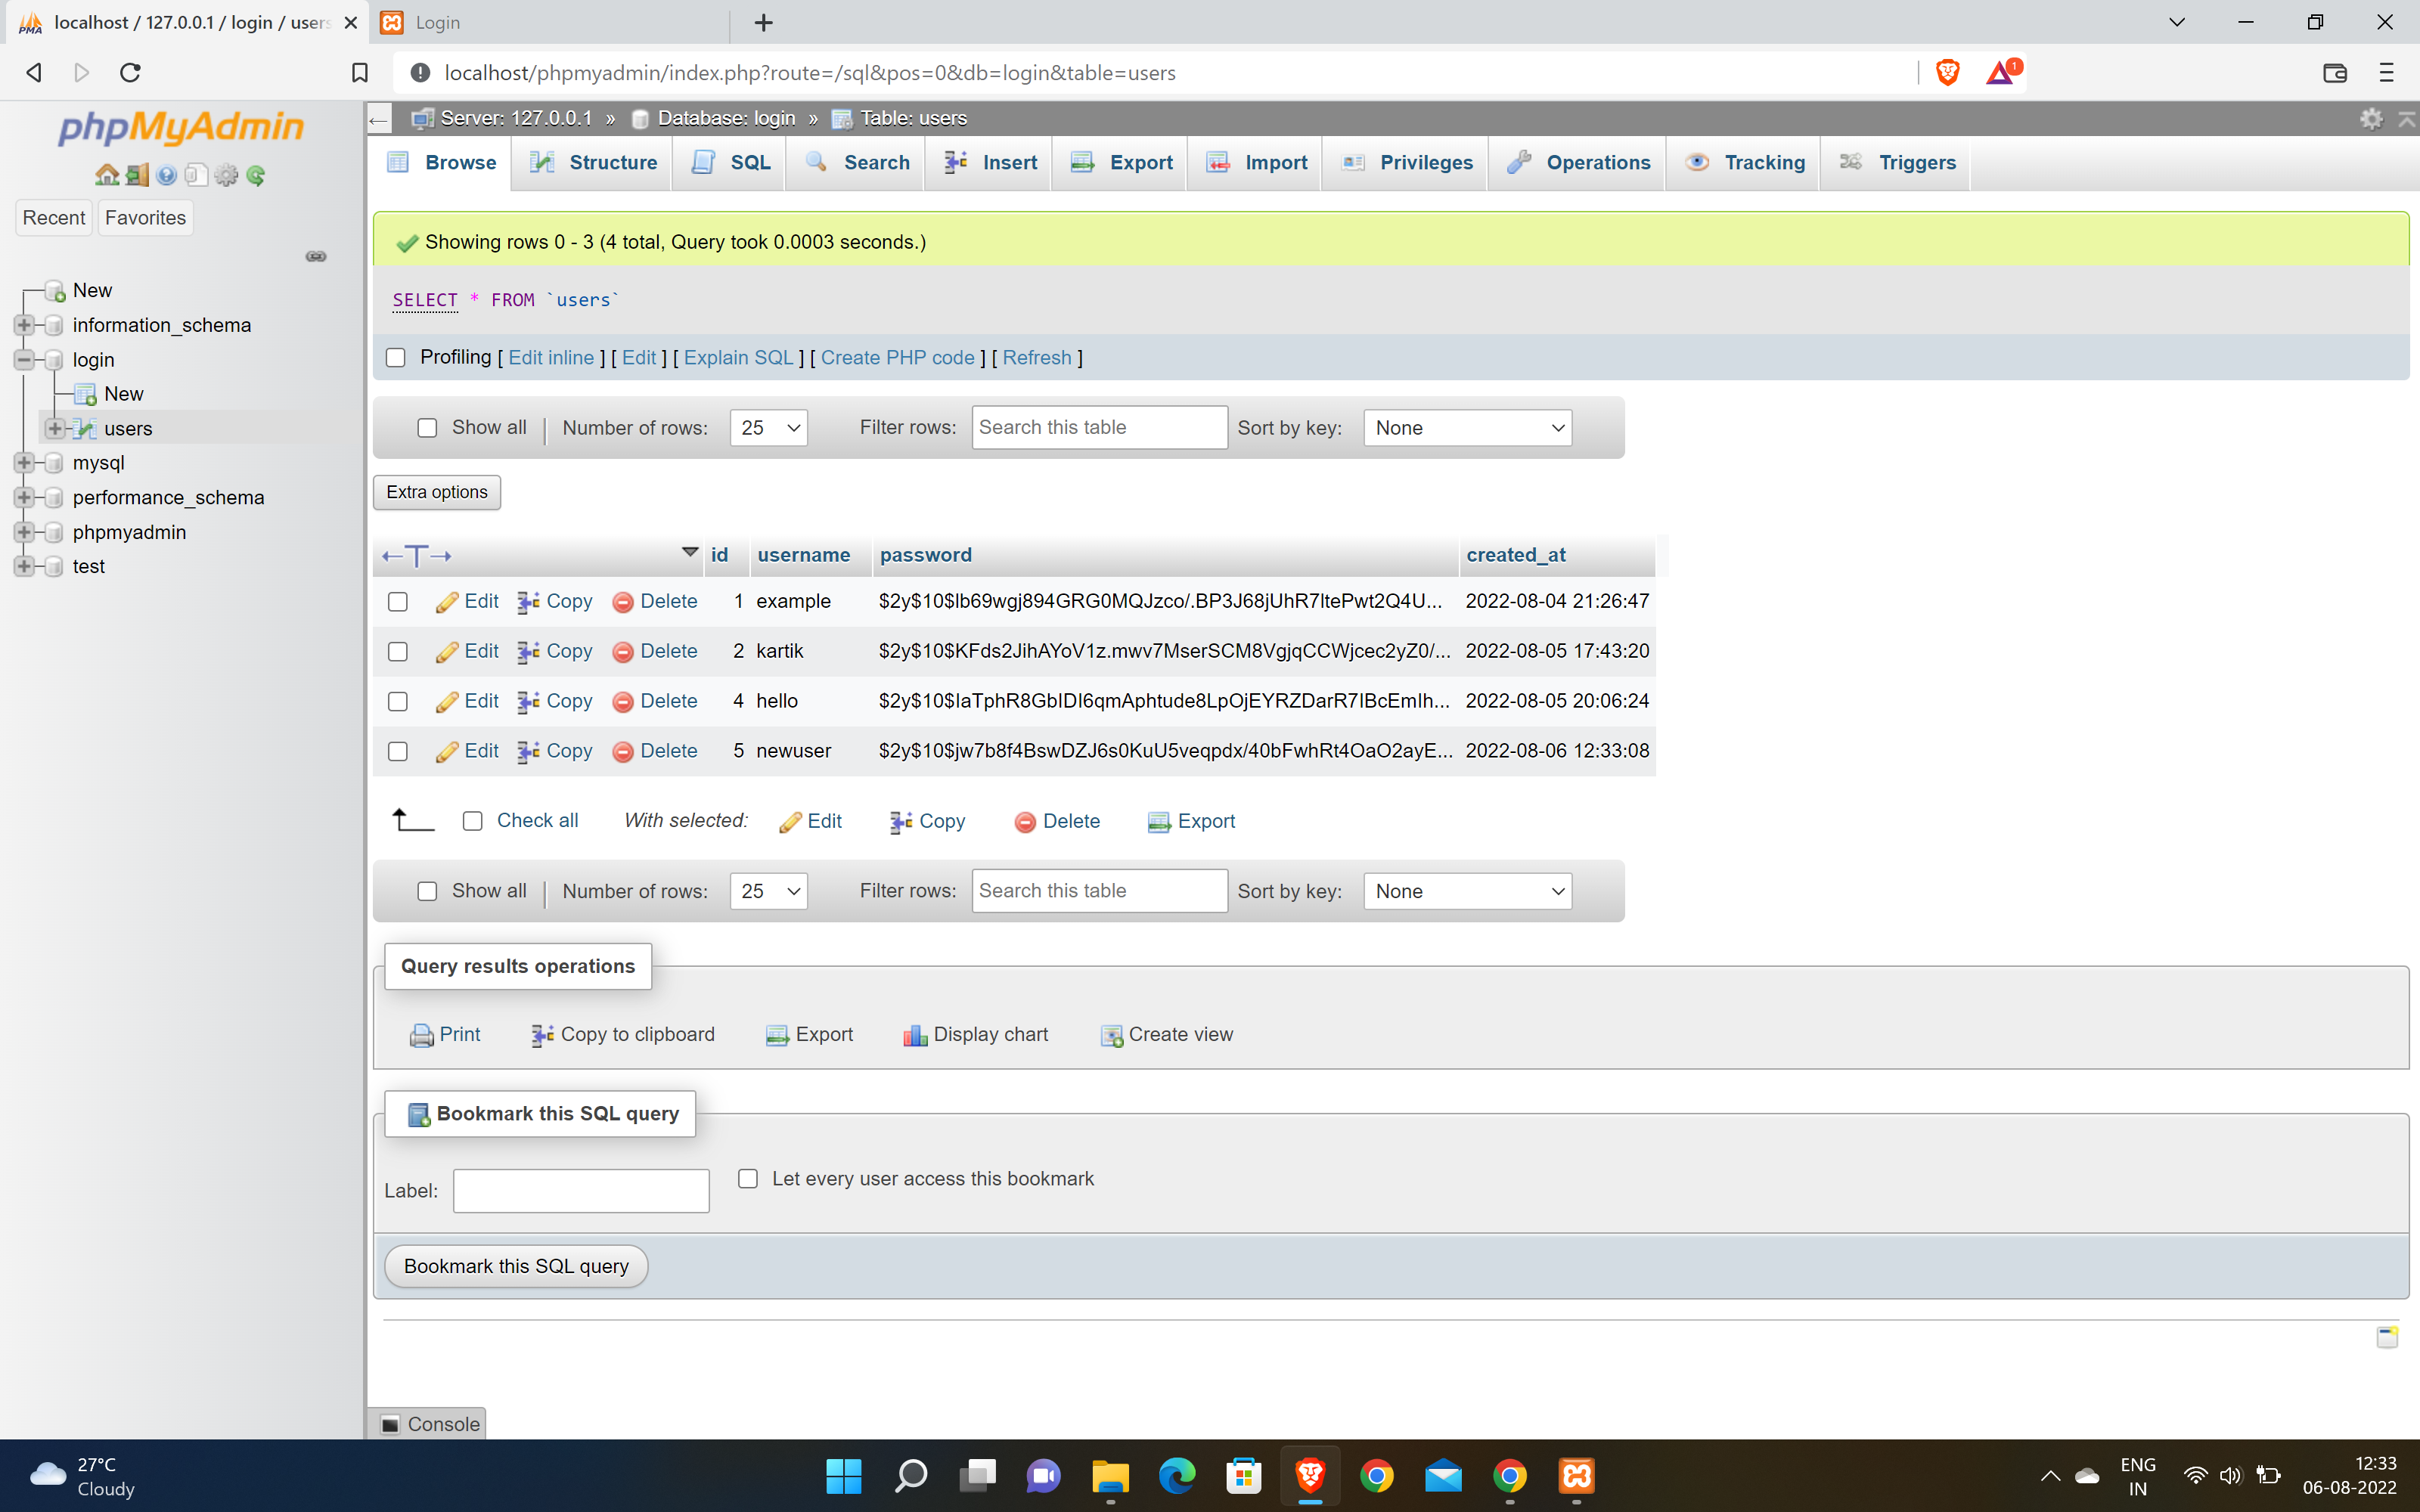 localhost / 127.0.0.1 / login / users
Login
localhost/phpmyadmin/index.php?route=/sql&pos=0&db=login&table=users
1
phpMyAdmin
Recent Favorites
New
information_schema
login
New
users
mysql
performance_schema
phpmyadmin
test
Server: 127.0.0.1 » Database: login » Table: users
Browse Structure SQL Search Insert Export Import Privileges Operations Tracking Triggers
Showing rows 0 - 3 (4 total, Query took 0.0003 seconds.)
SELECT * FROM `users`
Profiling [ Edit inline ] [ Edit ] [ Explain SQL ] [ Create PHP code ] [ Refresh ]
Show all | Number of rows: 25 Filter rows: Search this table Sort by key: None
Extra options
←T→ id username password created_at
Edit Copy Delete 1 example $2y$10$lb69wgj894GRG0MQJzco/.BP3J68jUhR7ltePwt2Q4U... 2022-08-04 21:26:47
Edit Copy Delete 2 kartik $2y$10$KFds2JihAYoV1z.mwv7MserSCM8VgjqCCWjcec2yZ0/... 2022-08-05 17:43:20
Edit Copy Delete 4 hello $2y$10$IaTphR8GbIDI6qmAphtude8LpOjEYRZDarR7IBcEmIh... 2022-08-05 20:06:24
Edit Copy Delete 5 newuser $2y$10$jw7b8f4BswDZJ6s0KuU5veqpdx/40bFwhRt4OaO2ayE... 2022-08-06 12:33:08
Check all With selected: Edit Copy Delete Export
Show all | Number of rows: 25 Filter rows: Search this table Sort by key: None
Query results operations
Print Copy to clipboard Export Display chart Create view
Bookmark this SQL query
Label: Let every user access this bookmark
Bookmark this SQL query
Console
27°C
Cloudy
ENG
IN
12:33
06-08-2022